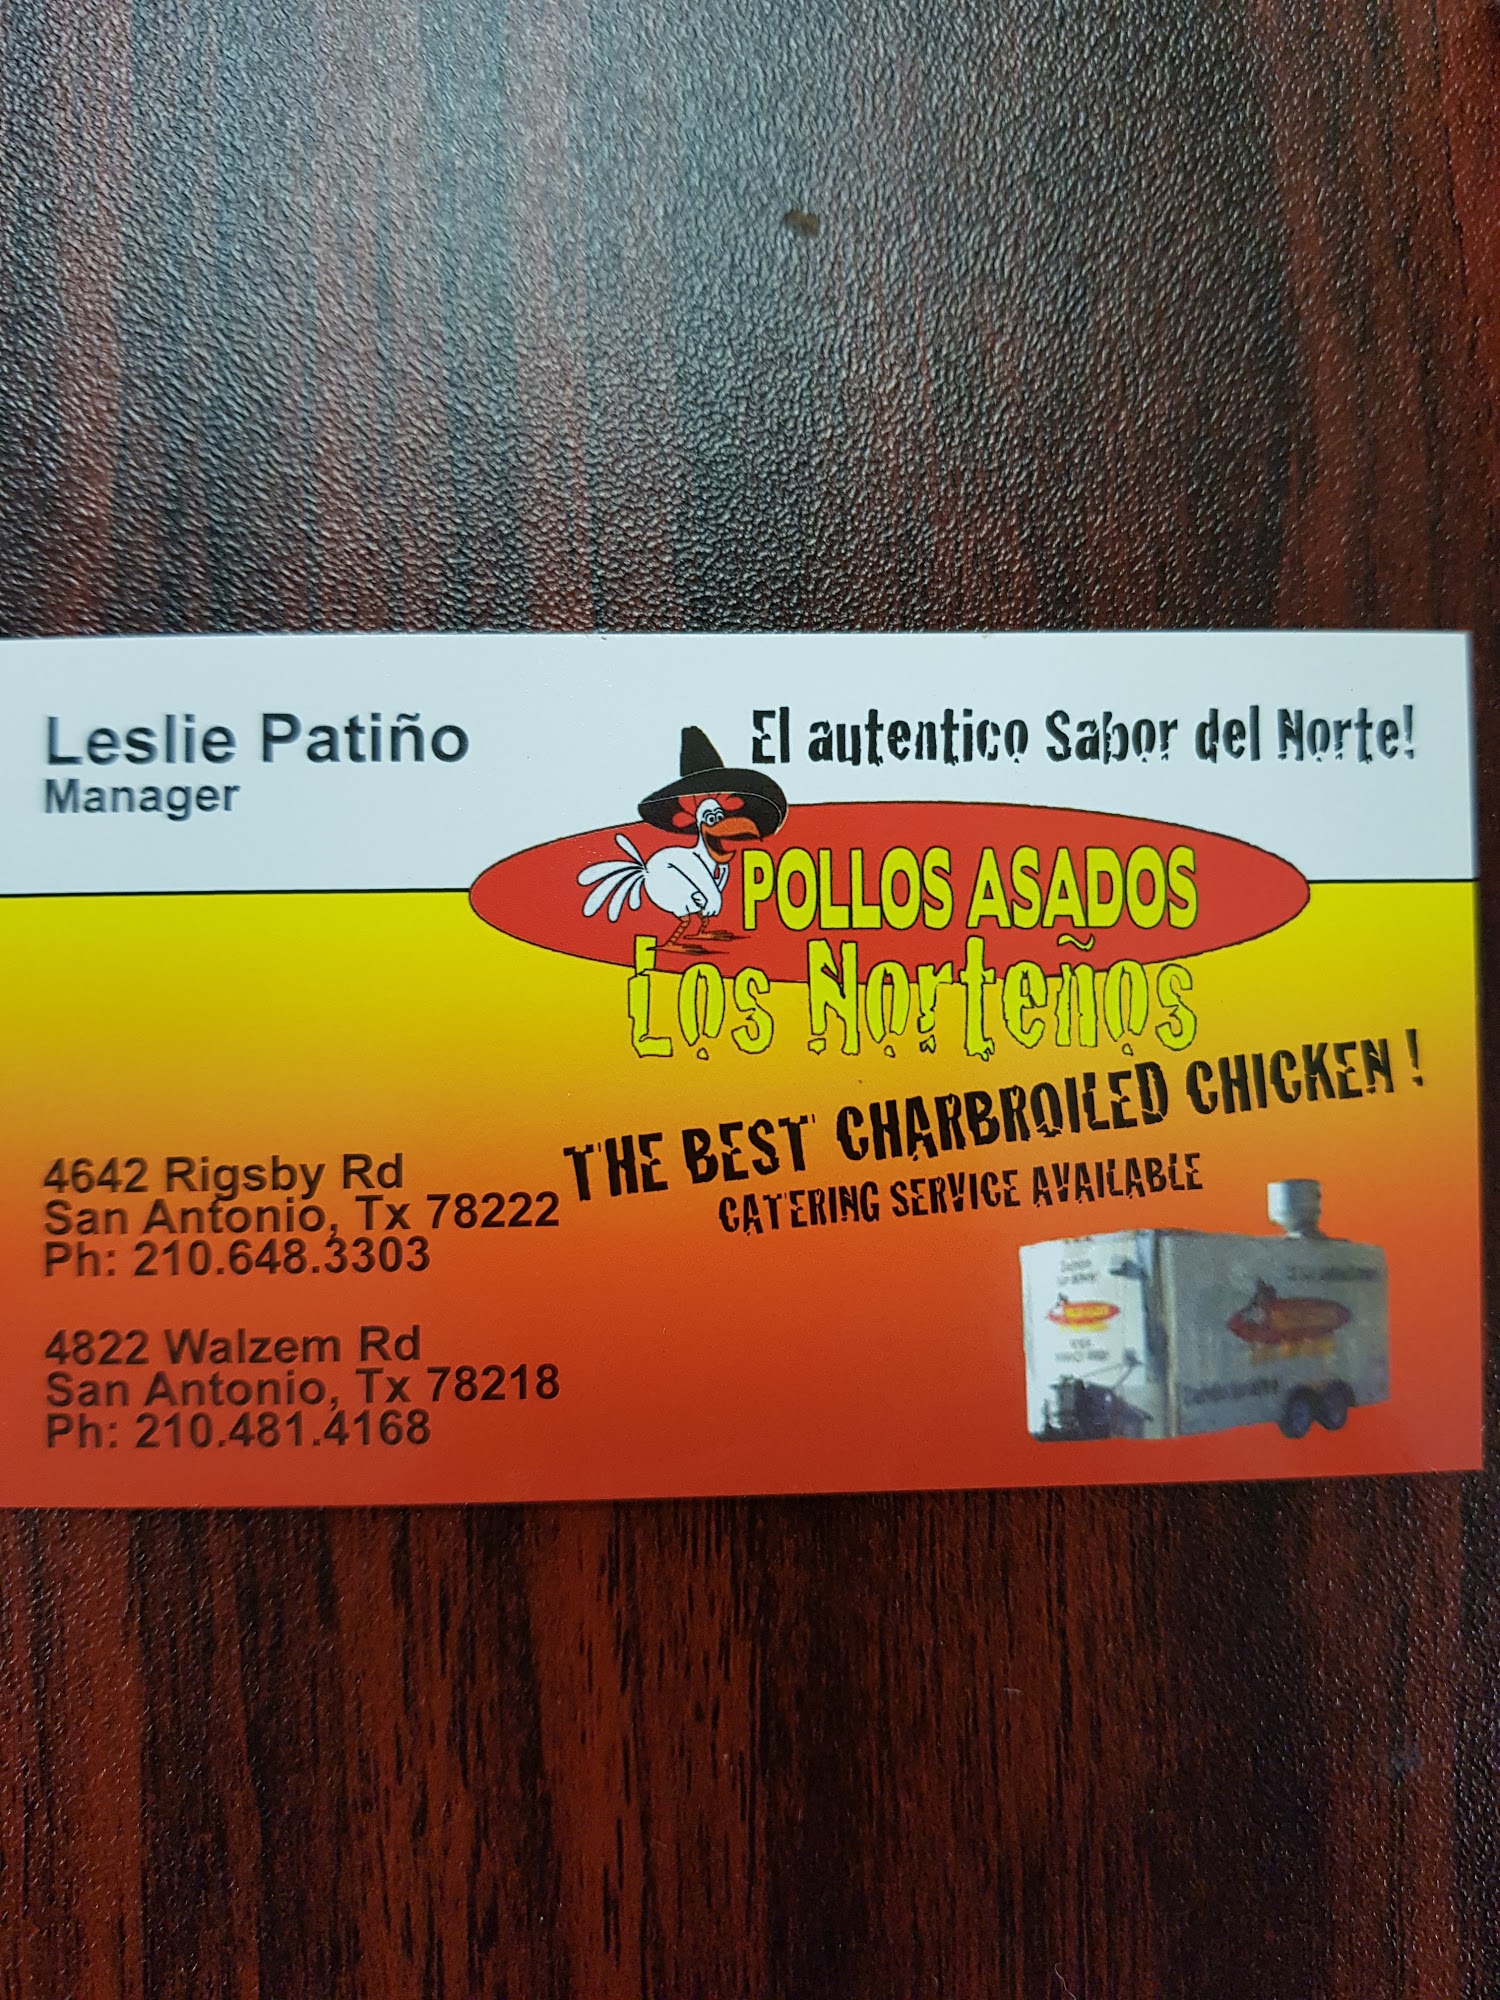 Leslie Patiño
Manager
El autentico Sabor del Norte!
POLLOS ASADOS
Los Norteños
THE BEST CHARBROILED CHICKEN !
CATERING SERVICE AVAILABLE
4642 Rigsby Rd
San Antonio, Tx 78222
Ph: 210.648.3303
4822 Walzem Rd
San Antonio, Tx 78218
Ph: 210.481.4168